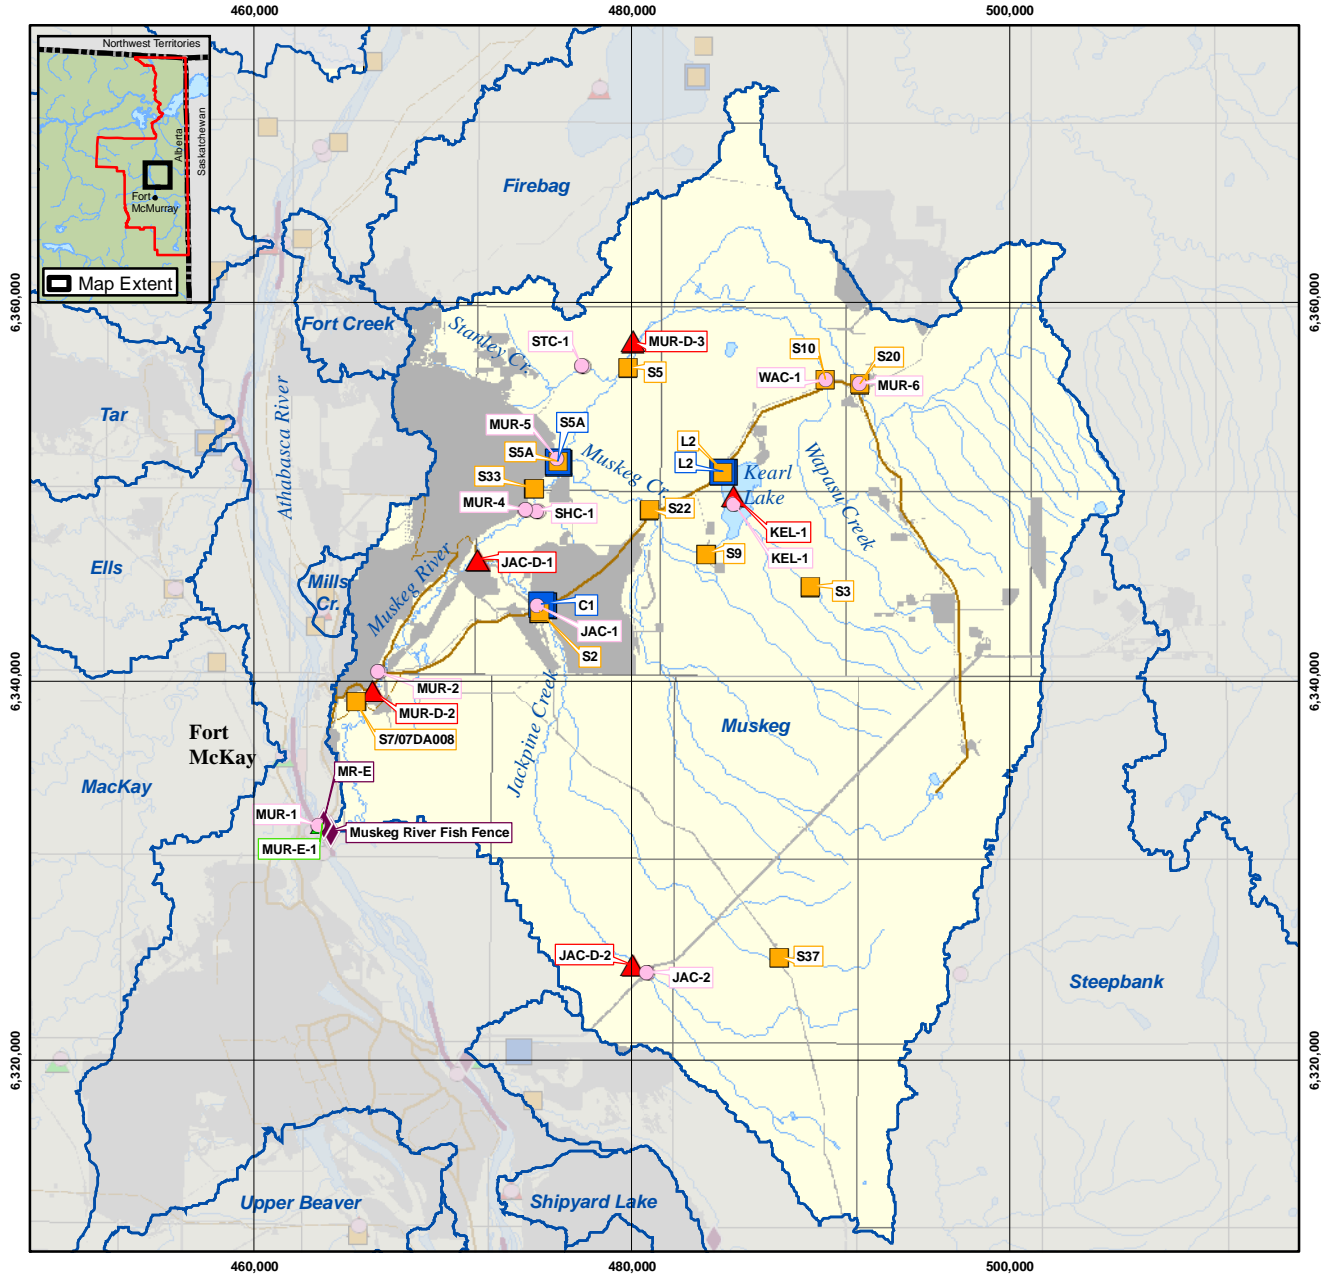 460,000
480,000
500,000
Northwest Territories
Alberta
Saskatchewan
Fort
McMurray
Map Extent
Firebag
6,360,000
6,360,000
Fort Creek
Stanley Cr.
STC-1
MUR-D-3
S5
S10
S20
WAC-1
MUR-6
Tar
Athabasca River
MUR-5
S5A
S5A
S33
Muskeg Cr.
L2
L2
Kearl
Lake
Wapasu Creek
MUR-4
SHC-1
S22
KEL-1
KEL-1
S9
JAC-D-1
S3
Ells
Mills
Cr.
Muskeg River
C1
JAC-1
S2
6,340,000
6,340,000
MUR-2
MUR-D-2
S7/07DA008
Jackpine Creek
Muskeg
Fort
McKay
MR-E
MacKay
MUR-1
Muskeg River Fish Fence
MUR-E-1
JAC-D-2
JAC-2
S37
Steepbank
6,320,000
6,320,000
Upper Beaver
Shipyard Lake
460,000
480,000
500,000